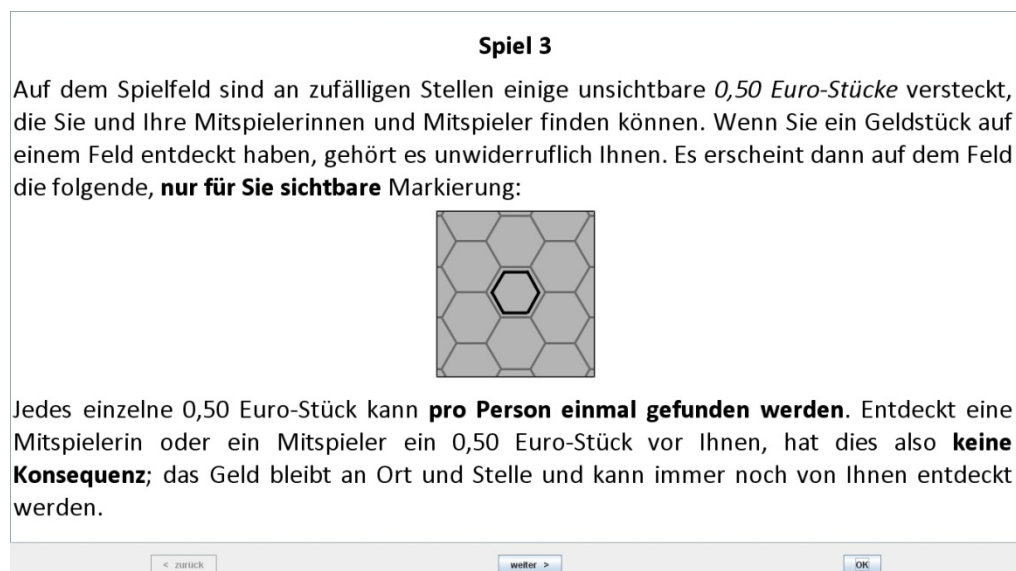 Spiel 3
Auf dem Spielfeld sind an zufälligen Stellen einige unsichtbare 0,50 Euro-Stücke versteckt,
die Sie und Ihre Mitspielerinnen und Mitspieler finden können. Wenn Sie ein Geldstück auf
einem Feld entdeckt haben, gehört es unwiderruflich Ihnen. Es erscheint dann auf dem Feld
die folgende, nur für Sie sichtbare Markierung:
Jedes einzelne 0,50 Euro-Stück kann pro Person einmal gefunden werden. Entdeckt eine
Mitspielerin oder ein Mitspieler ein 0,50 Euro-Stück vor Ihnen, hat dies also keine
Konsequenz; das Geld bleibt an Ort und Stelle und kann immer noch von Ihnen entdeckt
werden.
< zurück weiter > OK